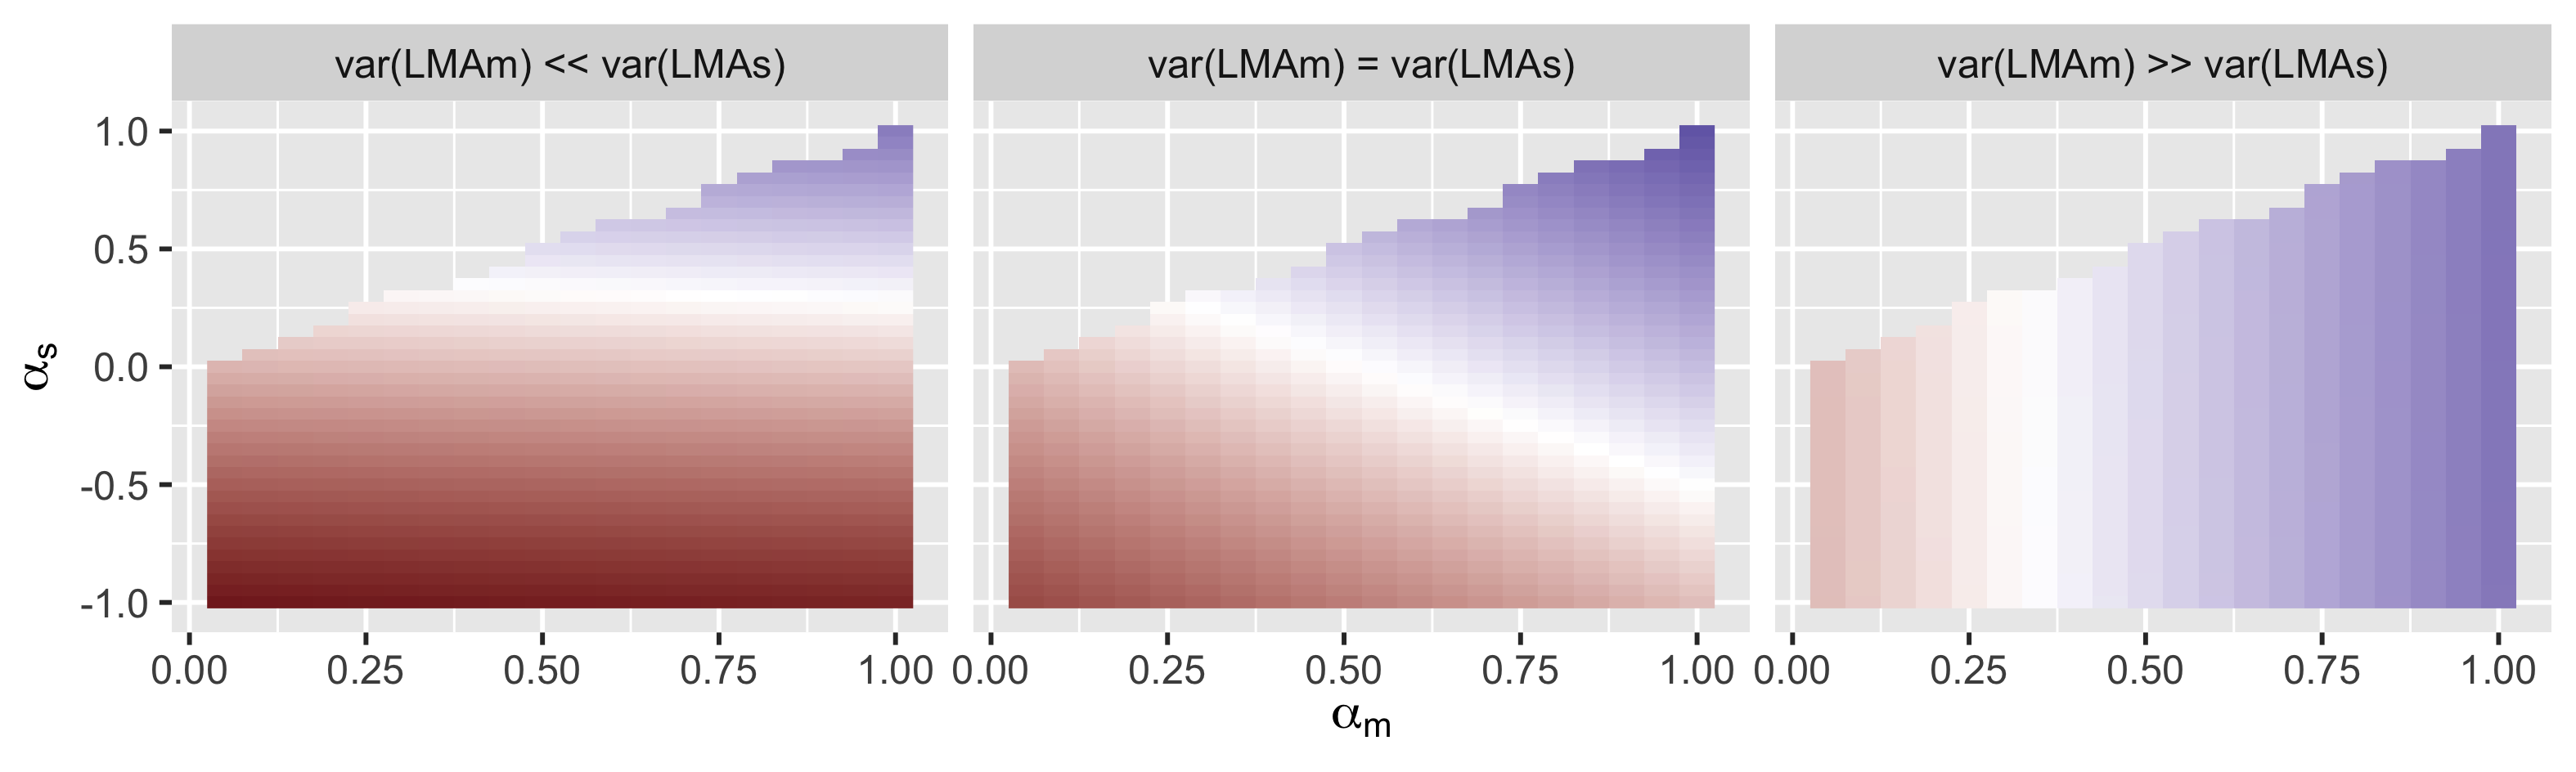 var(LMAm) << var(LMAs)
var(LMAm) = var(LMAs)
var(LMAm) >> var(LMAs)
1.0
0.5
0.0
-0.5
-1.0
αs
0.00 0.25 0.50 0.75 1.00
0.00 0.25 0.50 0.75 1.00
0.00 0.25 0.50 0.75 1.00
αm